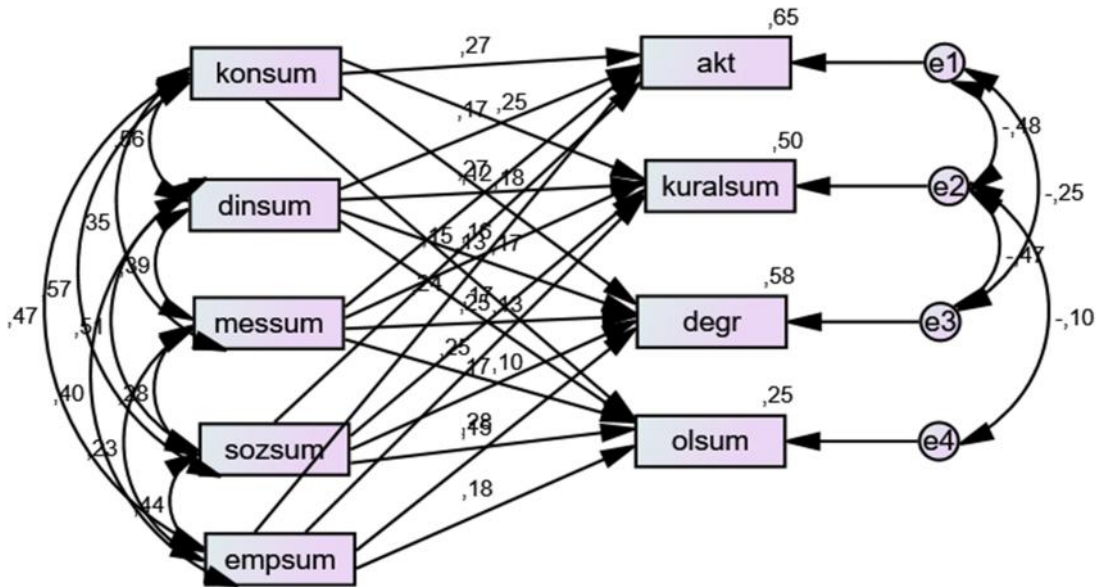 ,65
konsum
,27
akt
e1
,17
,25
,56
-,48
,50
,27
,12
,18
kuralsum
e2
-,25
dinsum
,35
,15
,16
,13
,17
-,47
,39
,24
,57
,58
,47
,51
messum
,17
,25
,13
degr
e3
-,10
,25
,17
,10
,40
,28
,25
,28
sozsum
olsum
e4
,23
,18
,44
empsum